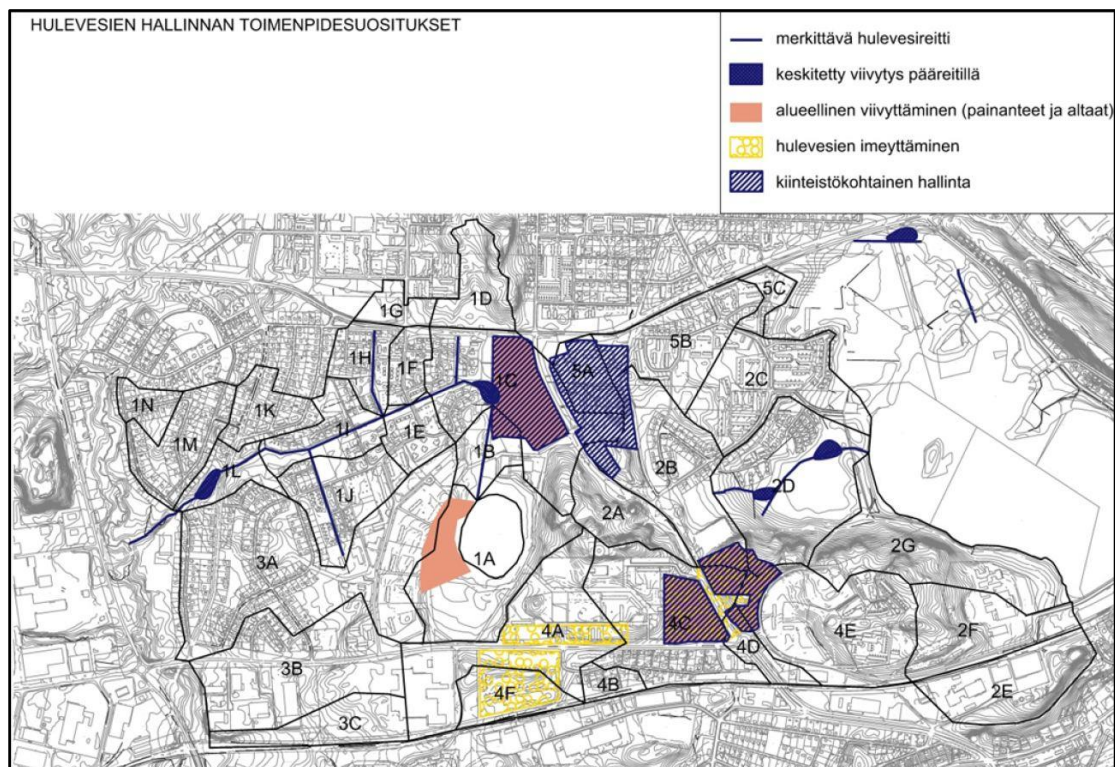 HULEVESIEN HALLINNAN TOIMENPIDESUOSITUKSET
merkittävä hulevesireitti
keskitetty viivytys pääreitillä
alueellinen viivyttäminen (painanteet ja altaat)
hulevesien imeyttäminen
kiinteistökohtainen hallinta
5C
1D
1G
5B
1H
1F
1C
5A
2C
1N
1K
1M
1I
1E
1B
2B
1L
1J
2D
2A
2G
3A
1A
4A
4C
4D
4E
2F
3B
4F
4B
2E
3C